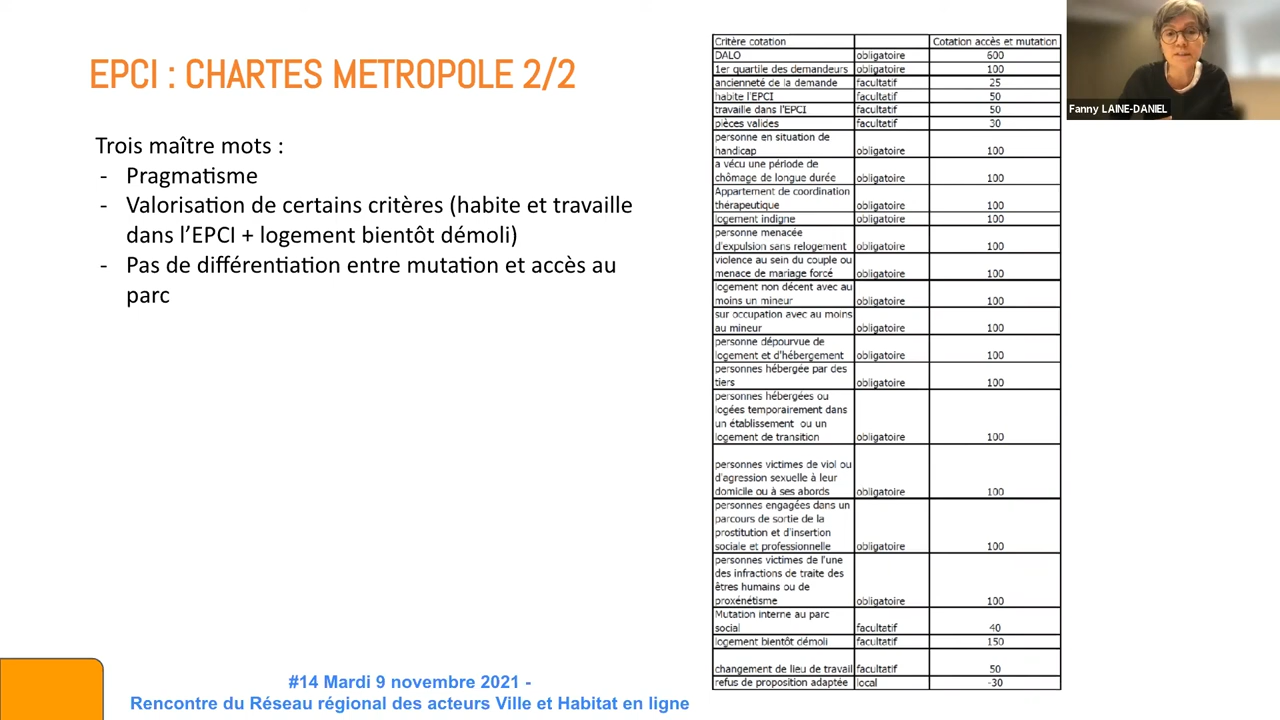 EPCI : CHARTES METROPOLE 2/2
Trois maître mots :
- Pragmatisme
- Valorisation de certains critères (habite et travaille
dans l'EPCI + logement bientôt démoli)
- Pas de différentiation entre mutation et accès au
parc
Critère cotation Cotation accès et mutation
DALO obligatoire 600
1er quartile des demandeurs obligatoire 100
ancienneté de la demande facultatif 25
habite l'EPCI facultatif 50
travaille dans l'EPCI facultatif 50
pièces valides facultatif 30
personne en situation de
handicap obligatoire 100
a vécu une période de
chômage de longue durée obligatoire 100
Appartement de coordination
thérapeutique obligatoire 100
logement indigne obligatoire 100
personne menacée
d'expulsion sans relogement obligatoire 100
violence au sein du couple ou
menace de mariage forcé obligatoire 100
logement non décent avec au
moins un mineur obligatoire 100
sur occupation avec au moins
au mineur obligatoire 100
personne dépourvue de
logement et d'hébergement obligatoire 100
personnes hébergée par des
tiers obligatoire 100
personnes hébergées ou
logées temporairement dans
un établissement ou un
logement de transition obligatoire 100
personnes victimes de viol ou
d'agression sexuelle à leur
domicile ou à ses abords obligatoire 100
personnes engagées dans un
parcours de sortie de la
prostitution et d'insertion
sociale et professionnelle obligatoire 100
personnes victimes de l'une
des infractions de traite des
êtres humains ou de
proxénétisme obligatoire 100
Mutation interne au parc
social facultatif 40
logement bientôt démoli facultatif 150
changement de lieu de travail facultatif 50
refus de proposition adaptée local -30
Fanny LAINE-DANIEL
#14 Mardi 9 novembre 2021 -
Rencontre du Réseau régional des acteurs Ville et Habitat en ligne